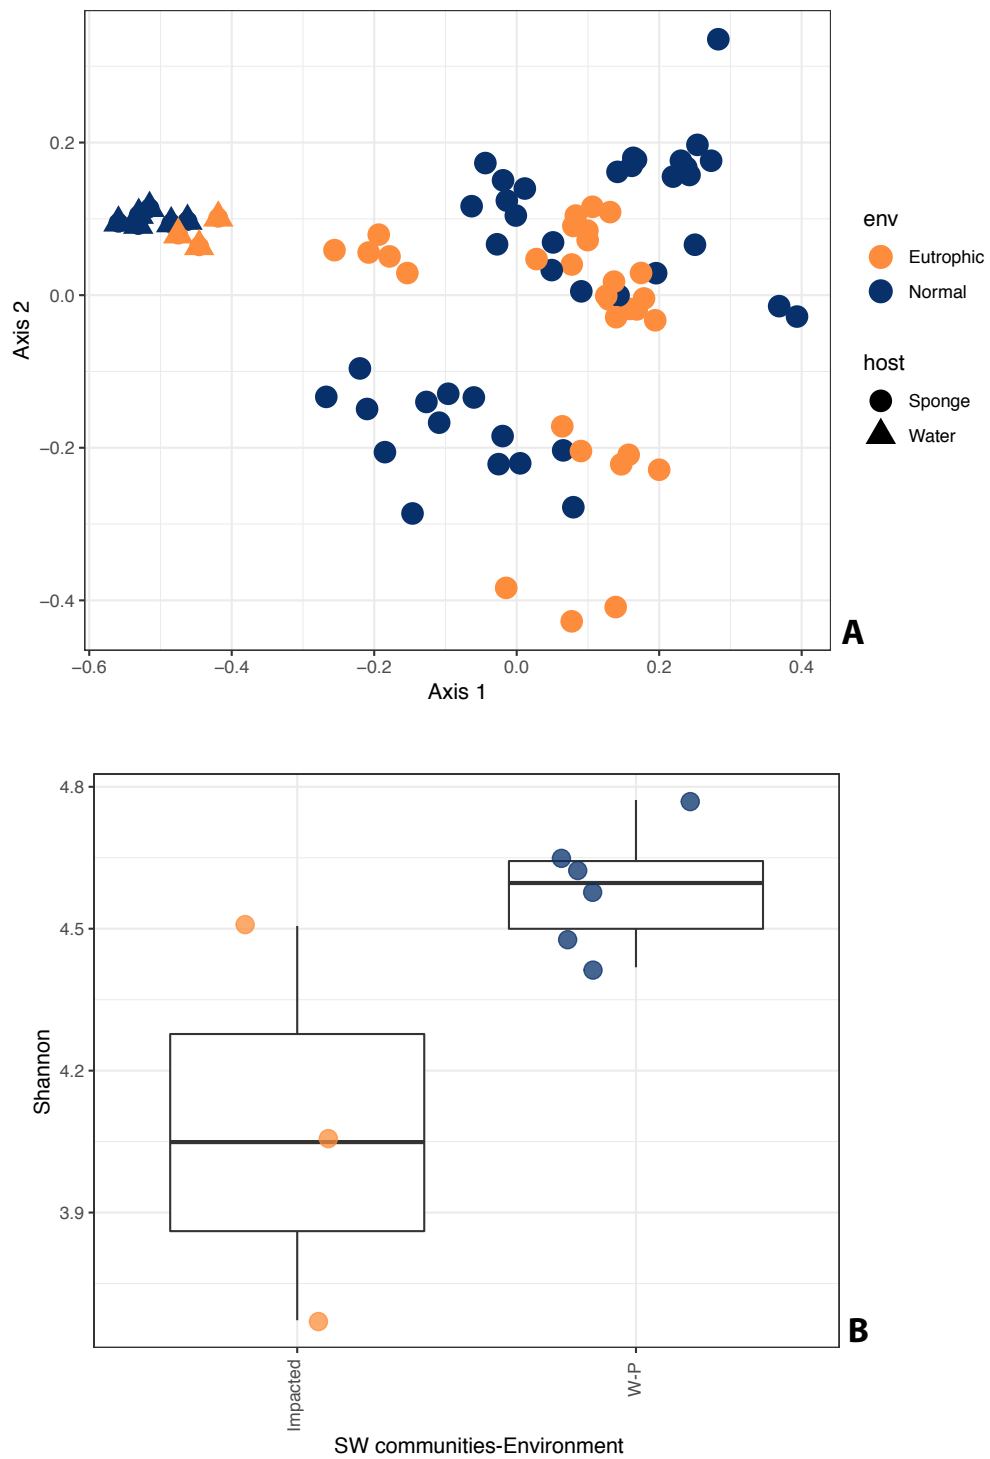 0.2
0.0
−0.2
−0.4
Axis 2
−0.6
−0.4
−0.2
0.0
0.2
0.4
Axis 1
env
Eutrophic
Normal
host
Sponge
Water
A
4.8
4.5
4.2
3.9
Shannon
Impacted
W-P
SW communities-Environment
B